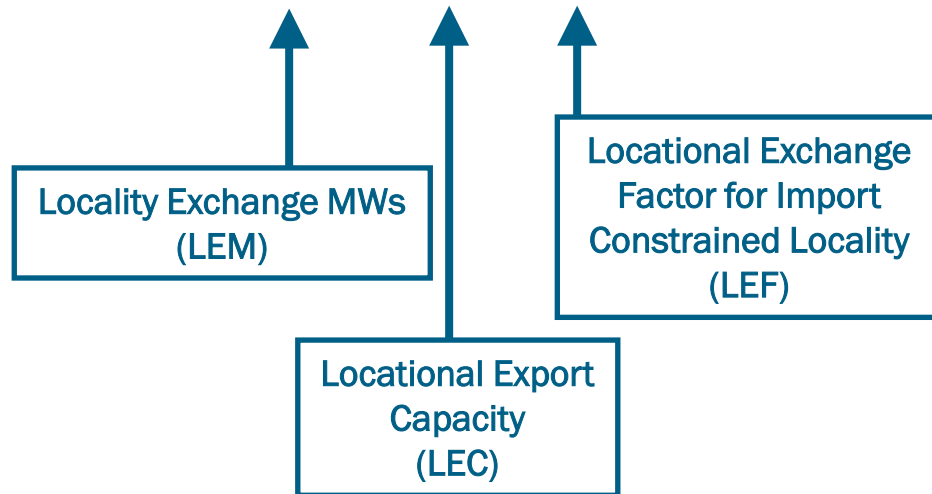 Locality Exchange MWs
(LEM)
Locational Exchange
Factor for Import
Constrained Locality
(LEF)
Locational Export
Capacity
(LEC)